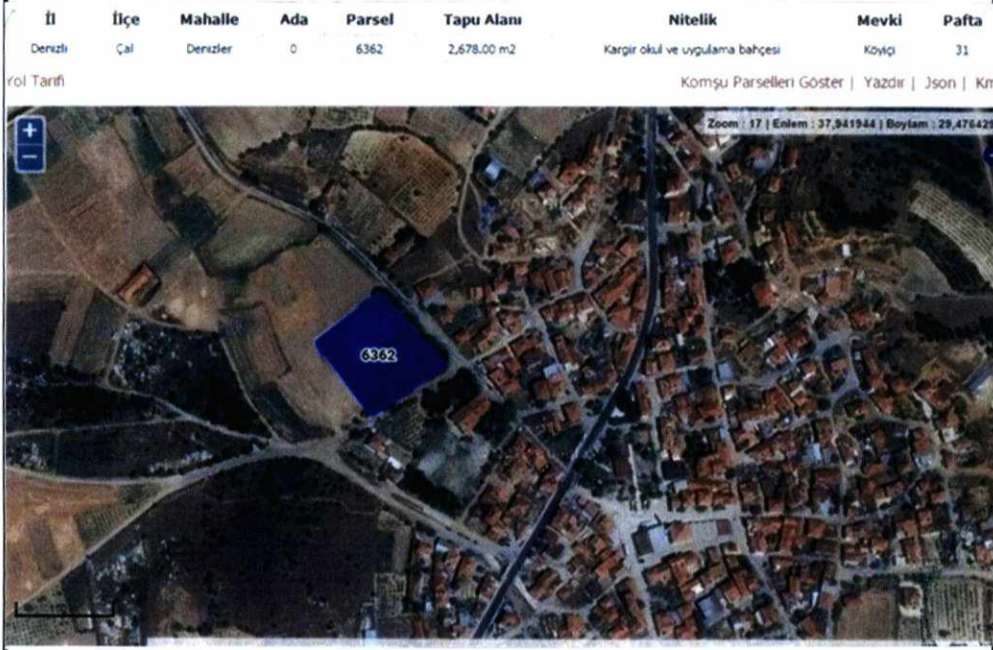 İl İlçe Mahalle Ada Parsel Tapu Alanı Nitelik Mevki Pafta
Denizli Çal Denizler 0 6362 2,678.00 m2 Kargir okul ve uygulama bahçesi Köyiçi 31
Yol Tarifi Komşu Parselleri Göster | Yazdır | Json |
+ Zoom : 17 | Enlem : 37,941944 | Boylam : 29,476429
−
6362